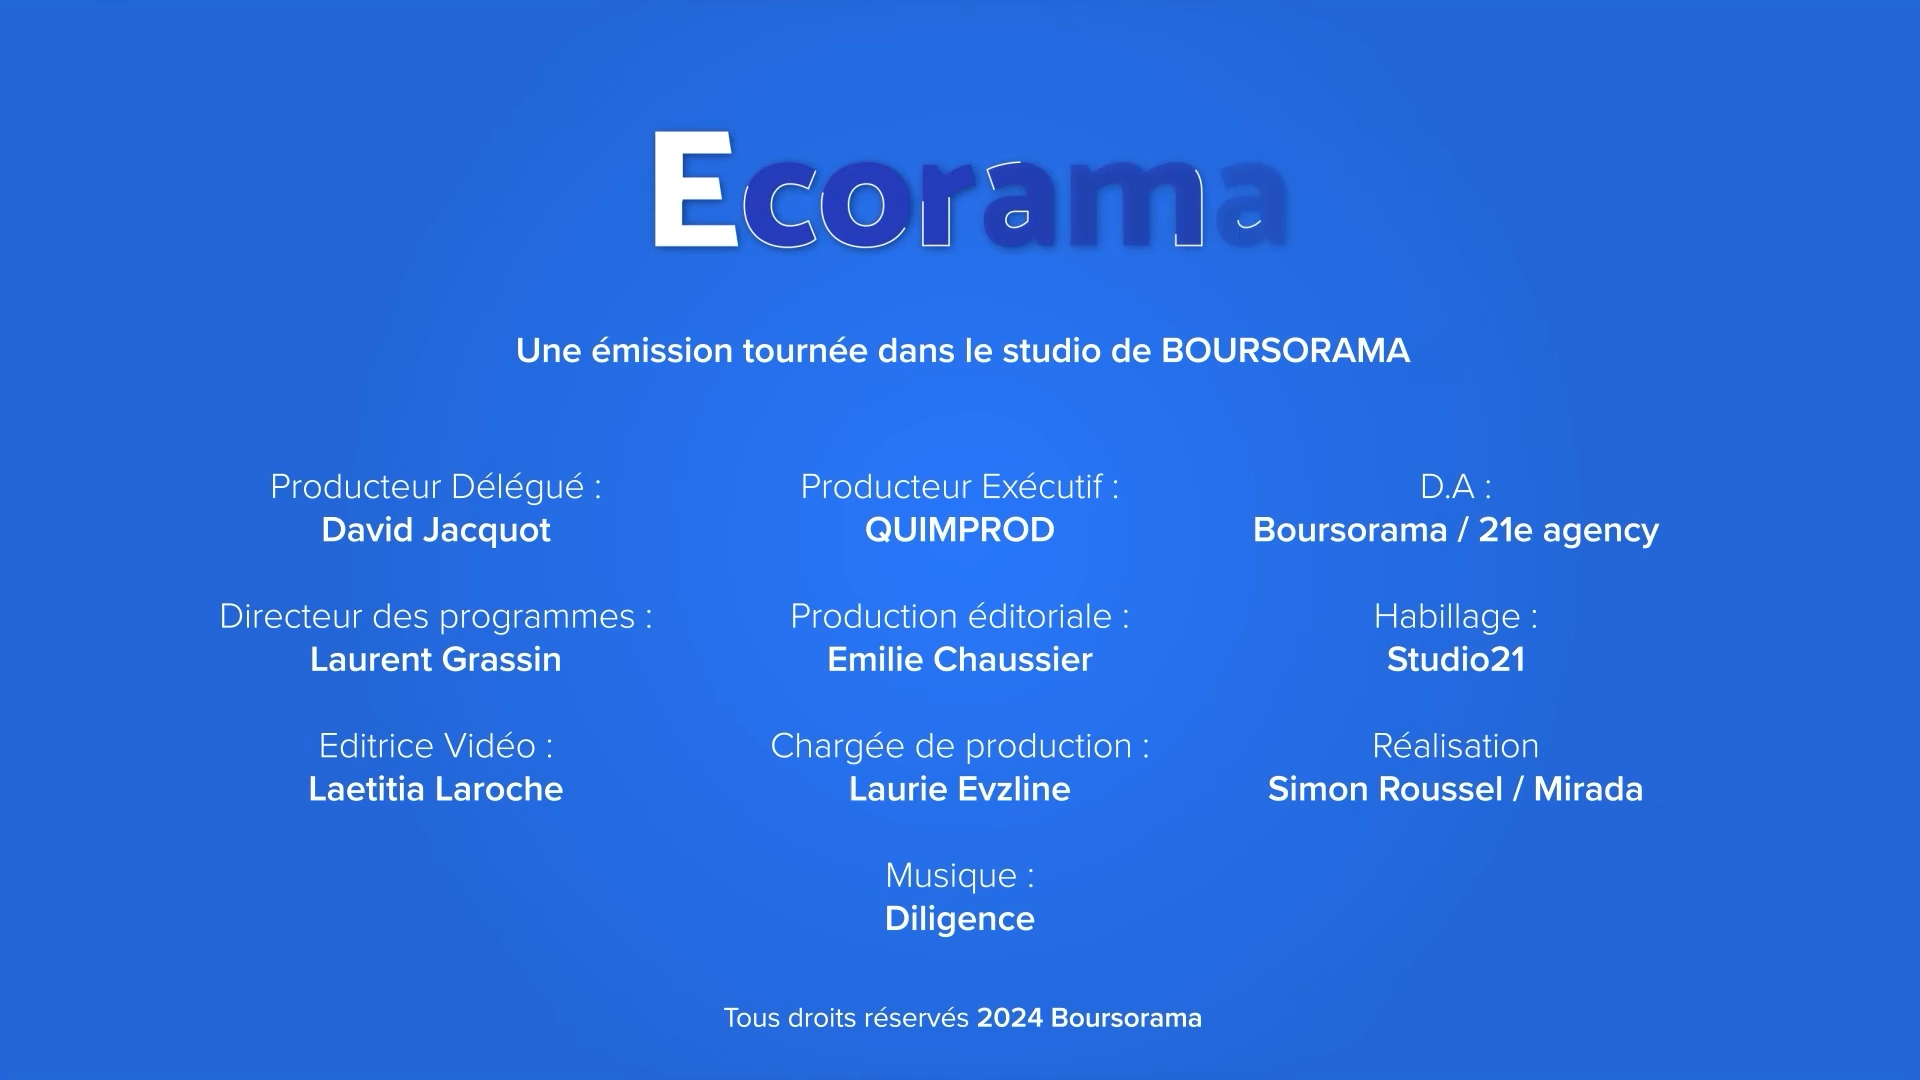 Ecorama
Une émission tournée dans le studio de BOURSORAMA
Producteur Délégué :
David Jacquot
Directeur des programmes :
Laurent Grassin
Editrice Vidéo :
Laetitia Laroche
Producteur Exécutif :
QUIMPROD
Production éditoriale :
Emilie Chaussier
Chargée de production :
Laurie Evzline
Musique :
Diligence
D.A :
Boursorama / 21e agency
Habillage :
Studio21
Réalisation
Simon Roussel / Mirada
Tous droits réservés 2024 Boursorama